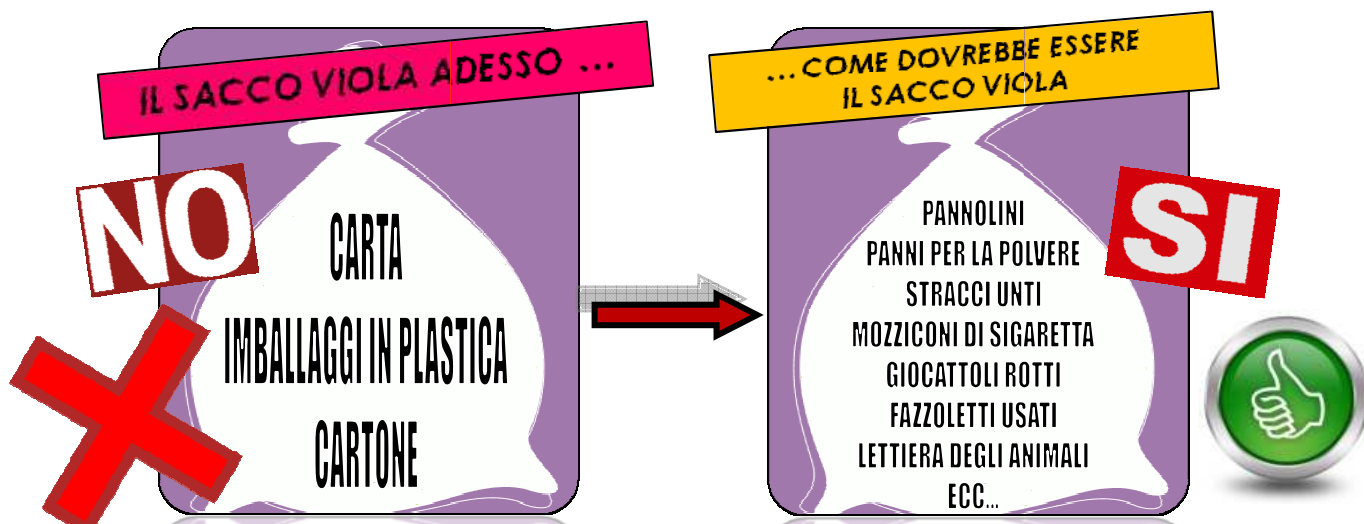 IL SACCO VIOLA ADESSO ...
NO
CARTA
IMBALLAGGI IN PLASTICA
CARTONE
...COME DOVREBBE ESSERE
IL SACCO VIOLA
SI
PANNOLINI
PANNI PER LA POLVERE
STRACCI UNTI
MOZZICONI DI SIGARETTA
GIOCATTOLI ROTTI
FAZZOLETTI USATI
LETTIERA DEGLI ANIMALI
ECC...